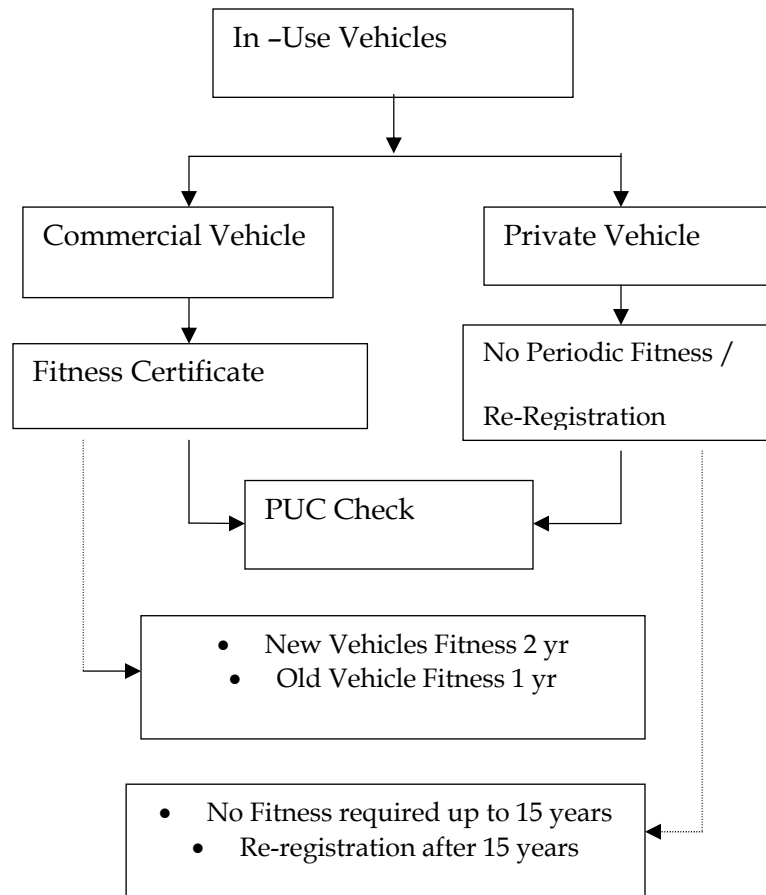 In –Use Vehicles
Commercial Vehicle
Private Vehicle
Fitness Certificate
No Periodic Fitness /
Re-Registration
PUC Check
• New Vehicles Fitness 2 yr
• Old Vehicle Fitness 1 yr
• No Fitness required up to 15 years
• Re-registration after 15 years